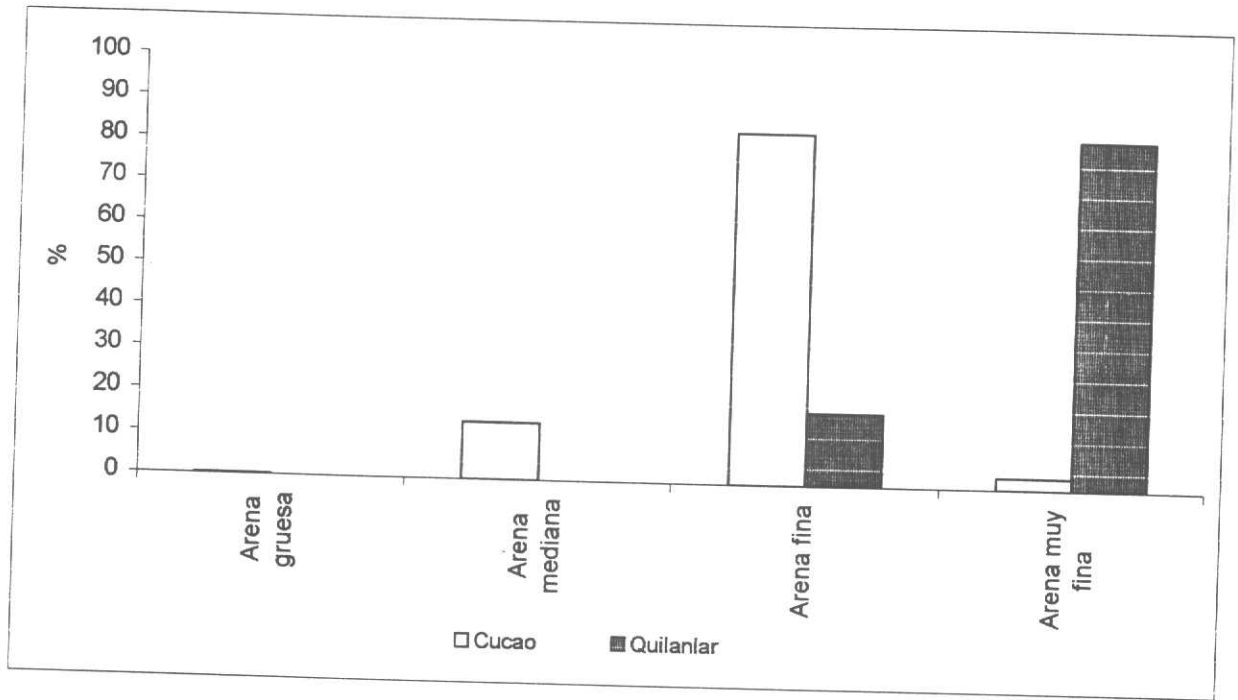 100
90
80
70
60
50
40
30
20
10
0
%
Arena
gruesa
Arena
mediana
Arena fina
Arena muy
fina
Cucao
Quilanlar